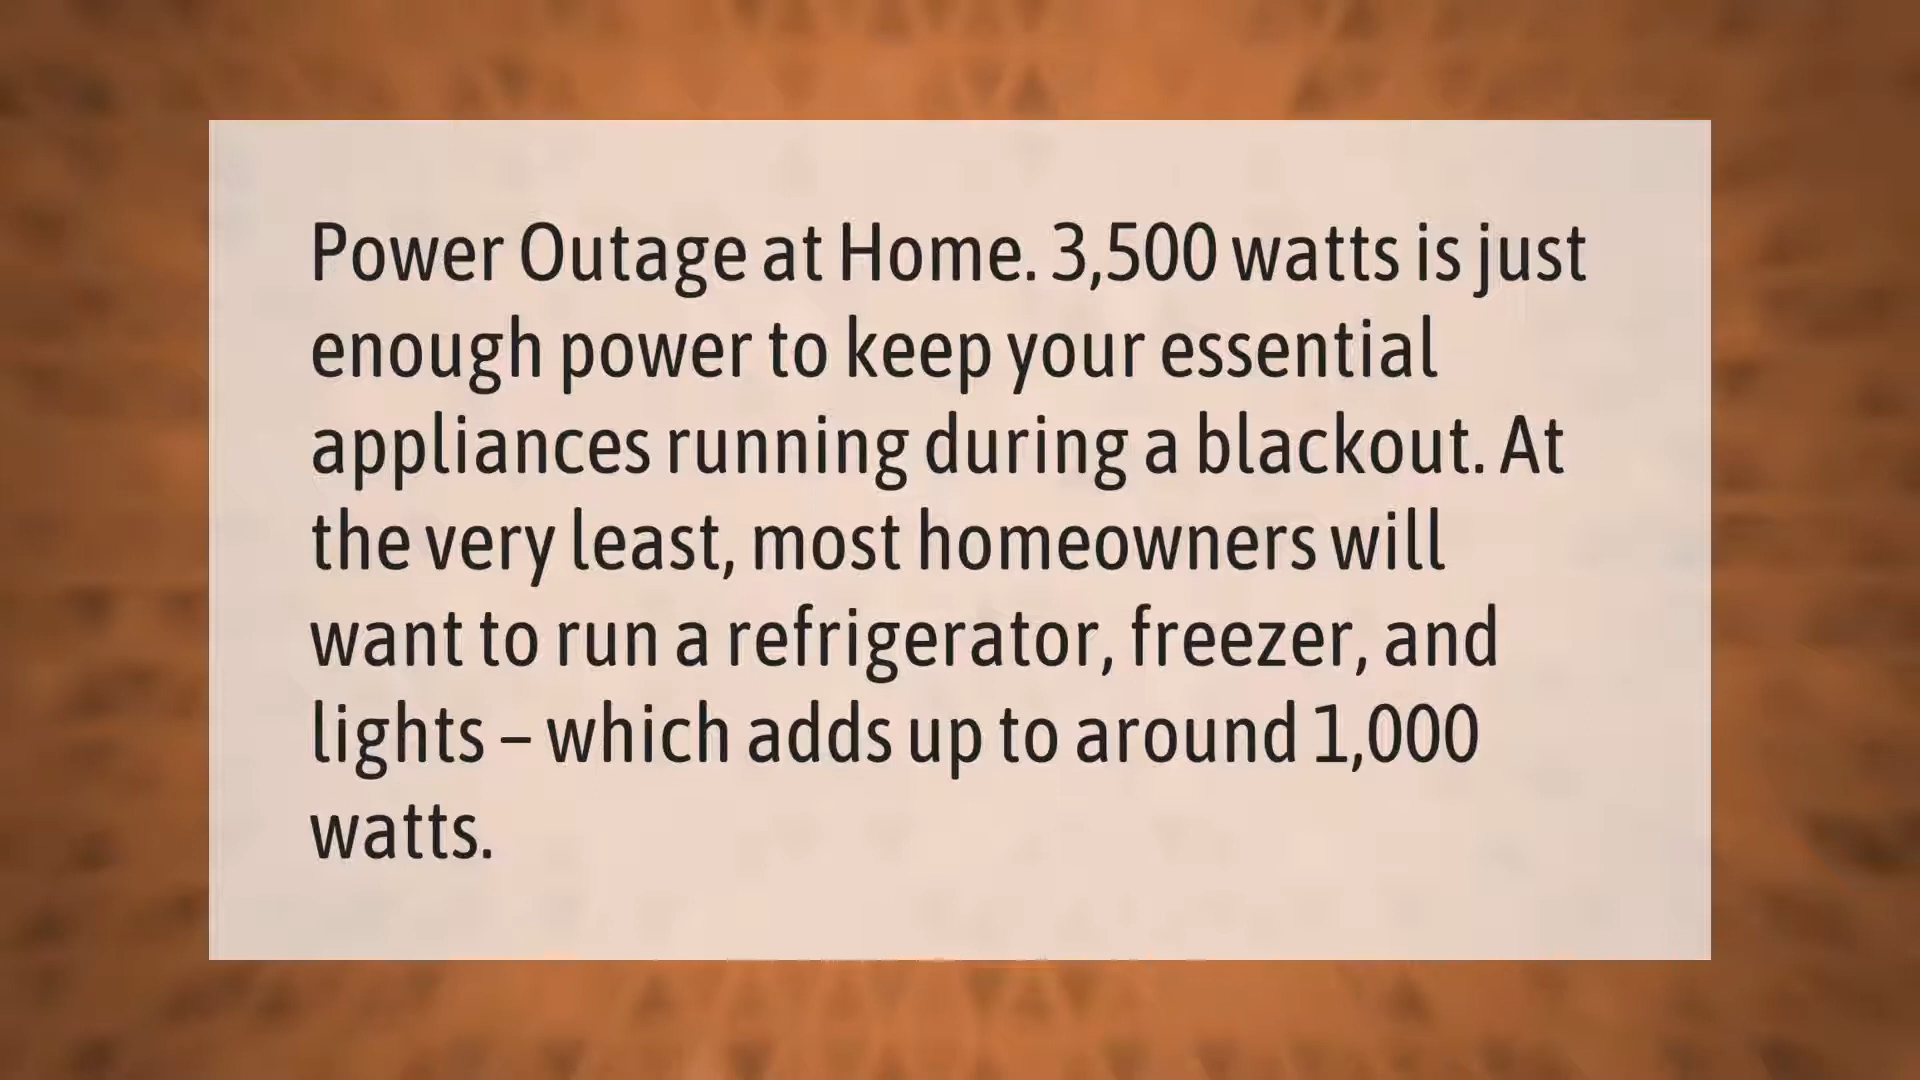 Power Outage at Home. 3,500 watts is just
enough power to keep your essential
appliances running during a blackout. At
the very least, most homeowners will
want to run a refrigerator, freezer, and
lights – which adds up to around 1,000
watts.